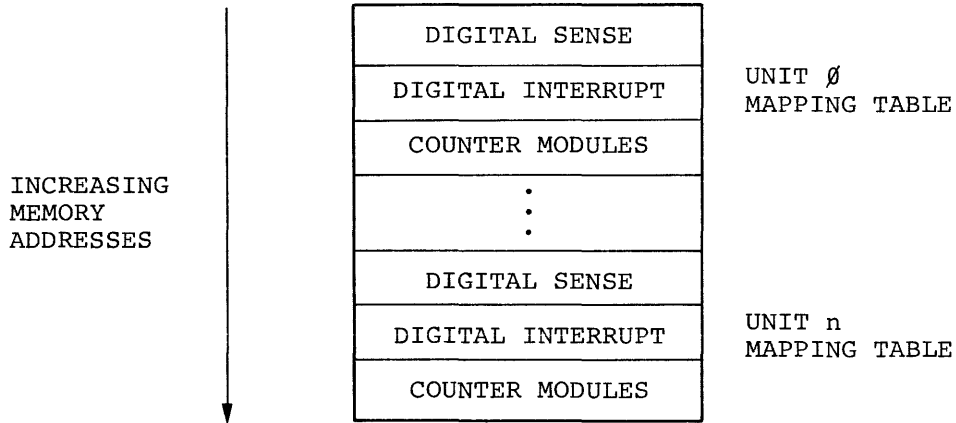 DIGITAL SENSE
DIGITAL INTERRUPT
COUNTER MODULES
UNIT Ø
MAPPING TABLE
INCREASING
MEMORY
ADDRESSES
DIGITAL SENSE
DIGITAL INTERRUPT
COUNTER MODULES
UNIT n
MAPPING TABLE